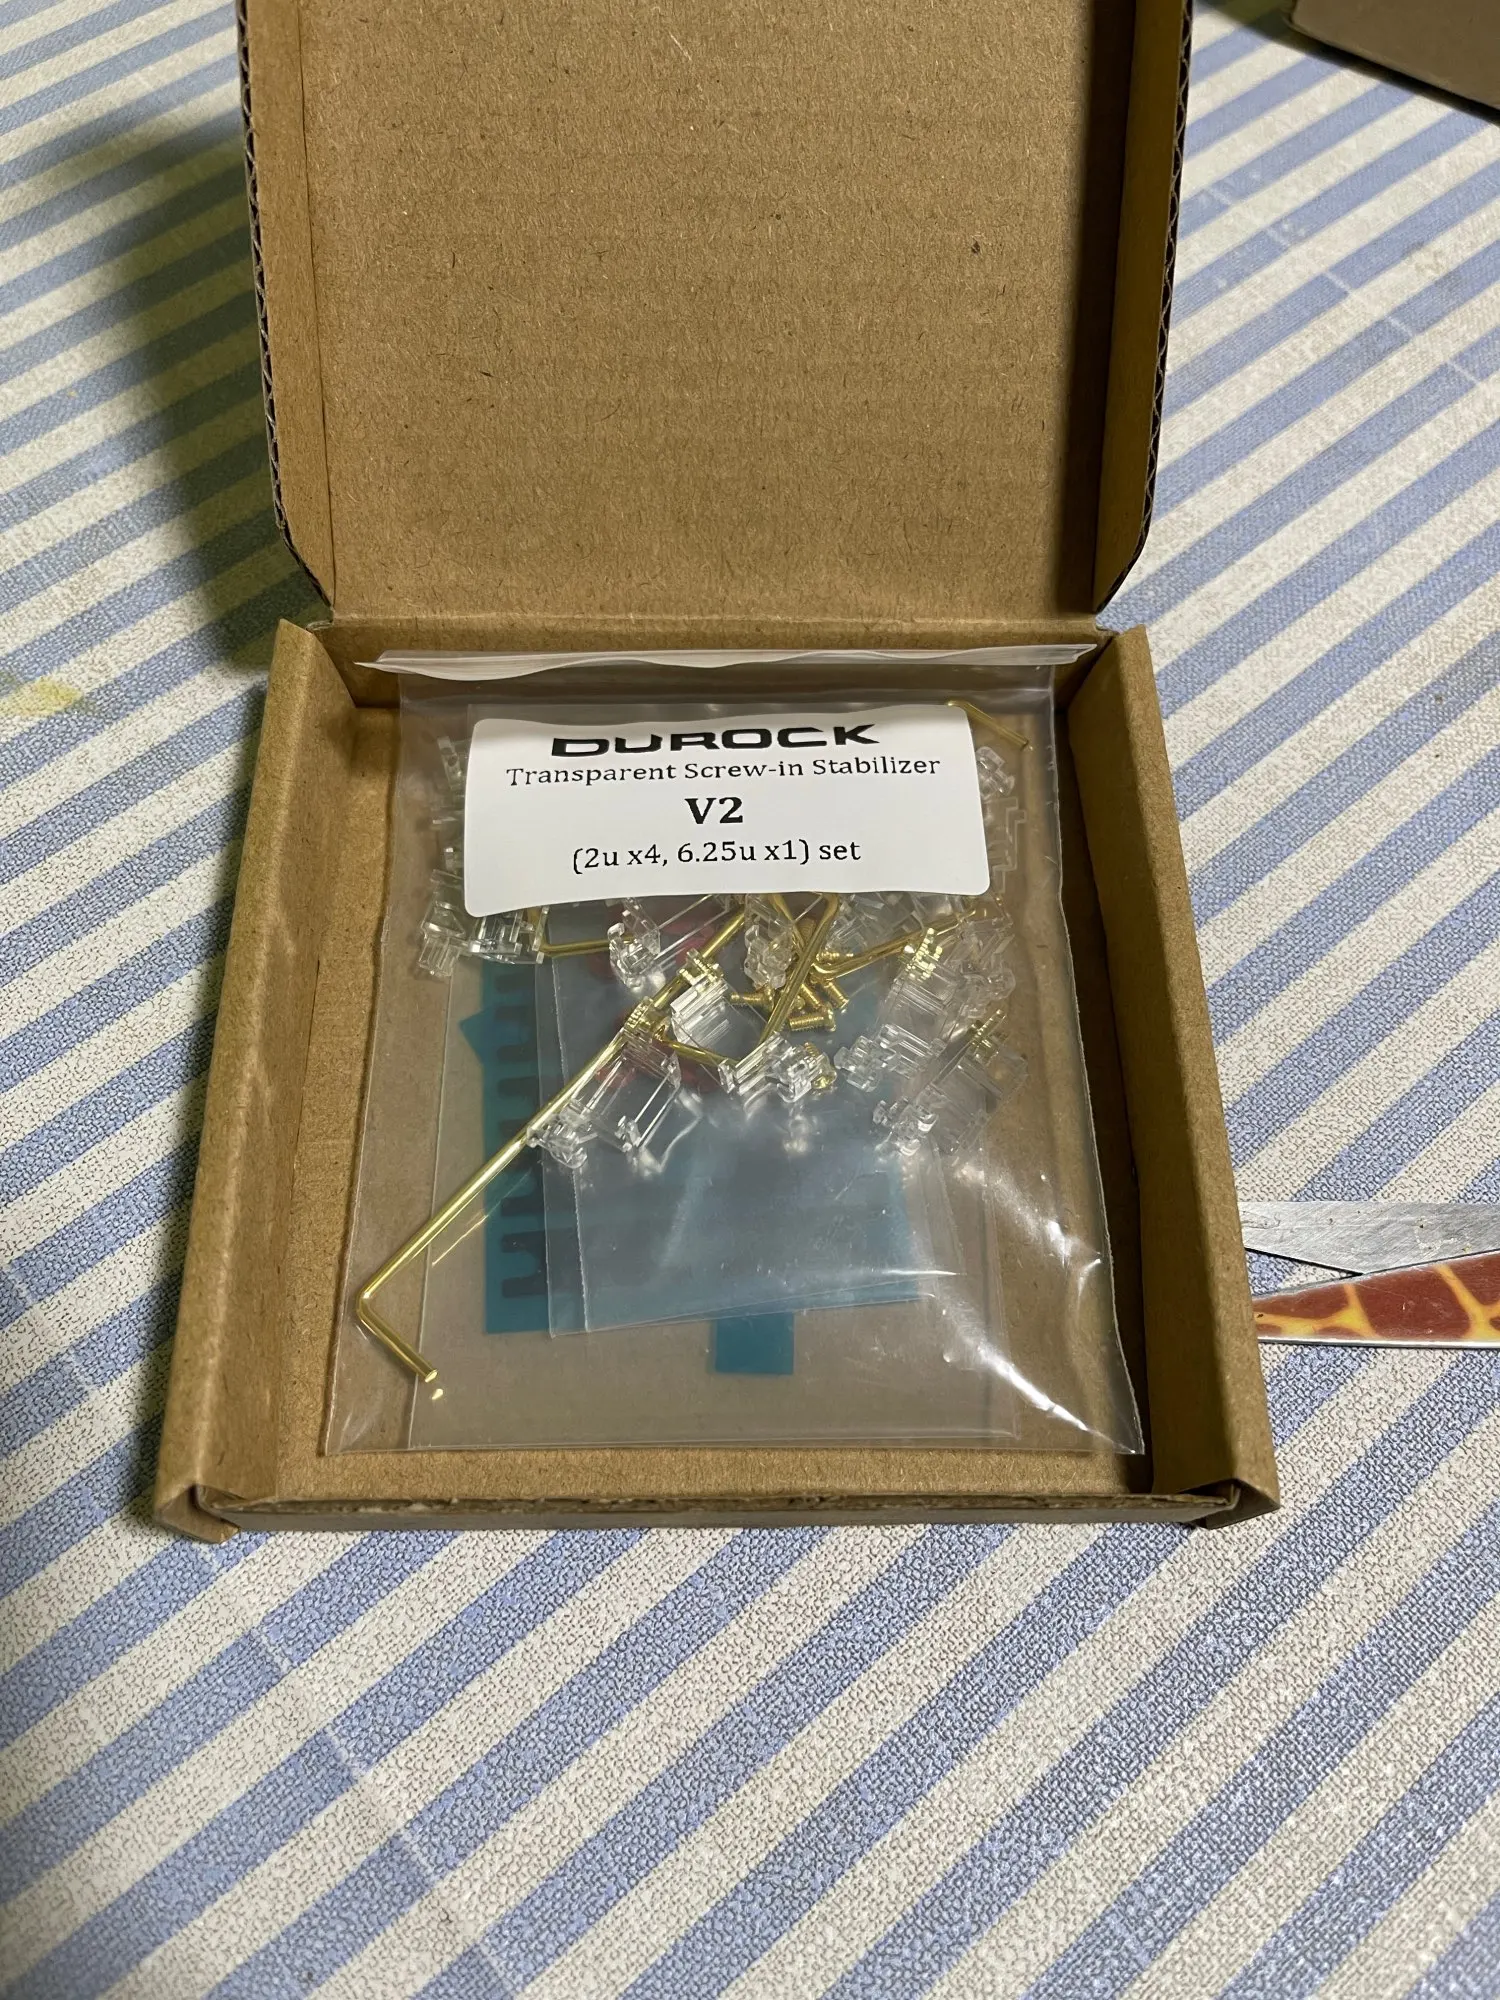 DUROCK
Transparent Screw-in Stabilizer
V2
(2u x4, 6.25u x1) set